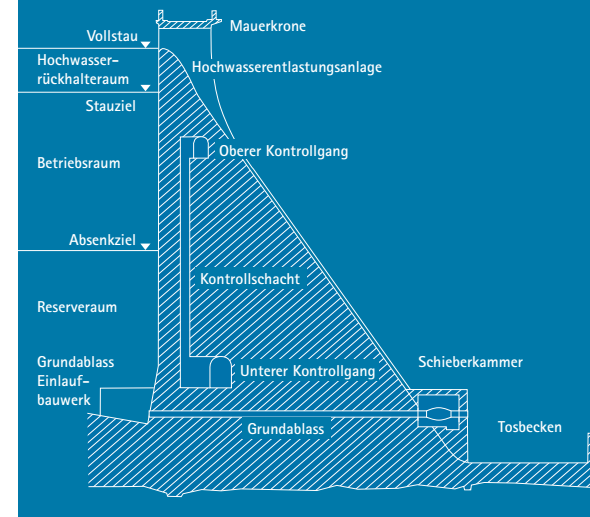 Mauerkrone
Vollstau
Hochwasser-
rückhalteraum
Hochwasserentlastungsanlage
Stauziel
Oberer Kontrollgang
Betriebsraum
Absenkziel
Kontrollschacht
Reserveraum
Grundablass
Einlauf-
bauwerk
Unterer Kontrollgang
Schieberkammer
Grundablass
Tosbecken